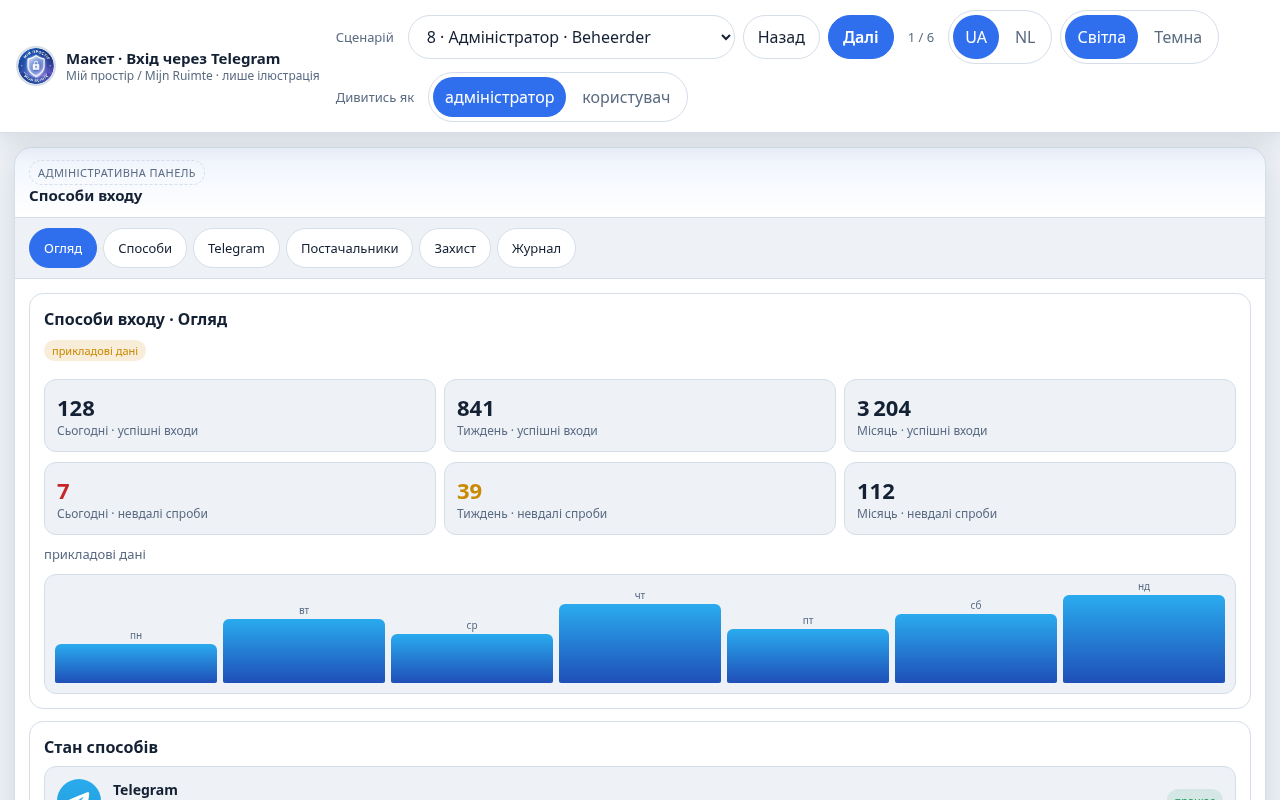 Макет · Вхід через Telegram
Мій простір / Mijn Ruimte · лише ілюстрація
Сценарій
8 · Адміністратор · Beheerder
Назад
Далі
1 / 6
UA
NL
Світла
Темна
Дивитись як
адміністратор
користувач
АДМІНІСТРАТИВНА ПАНЕЛЬ
Способи входу
Огляд
Способи
Telegram
Постачальники
Захист
Журнал
Способи входу · Огляд
прикладові дані
128
Сьогодні · успішні входи
841
Тиждень · успішні входи
3 204
Місяць · успішні входи
7
Сьогодні · невдалі спроби
39
Тиждень · невдалі спроби
112
Місяць · невдалі спроби
прикладові дані
пн
вт
ср
чт
пт
сб
нд
Стан способів
Telegram